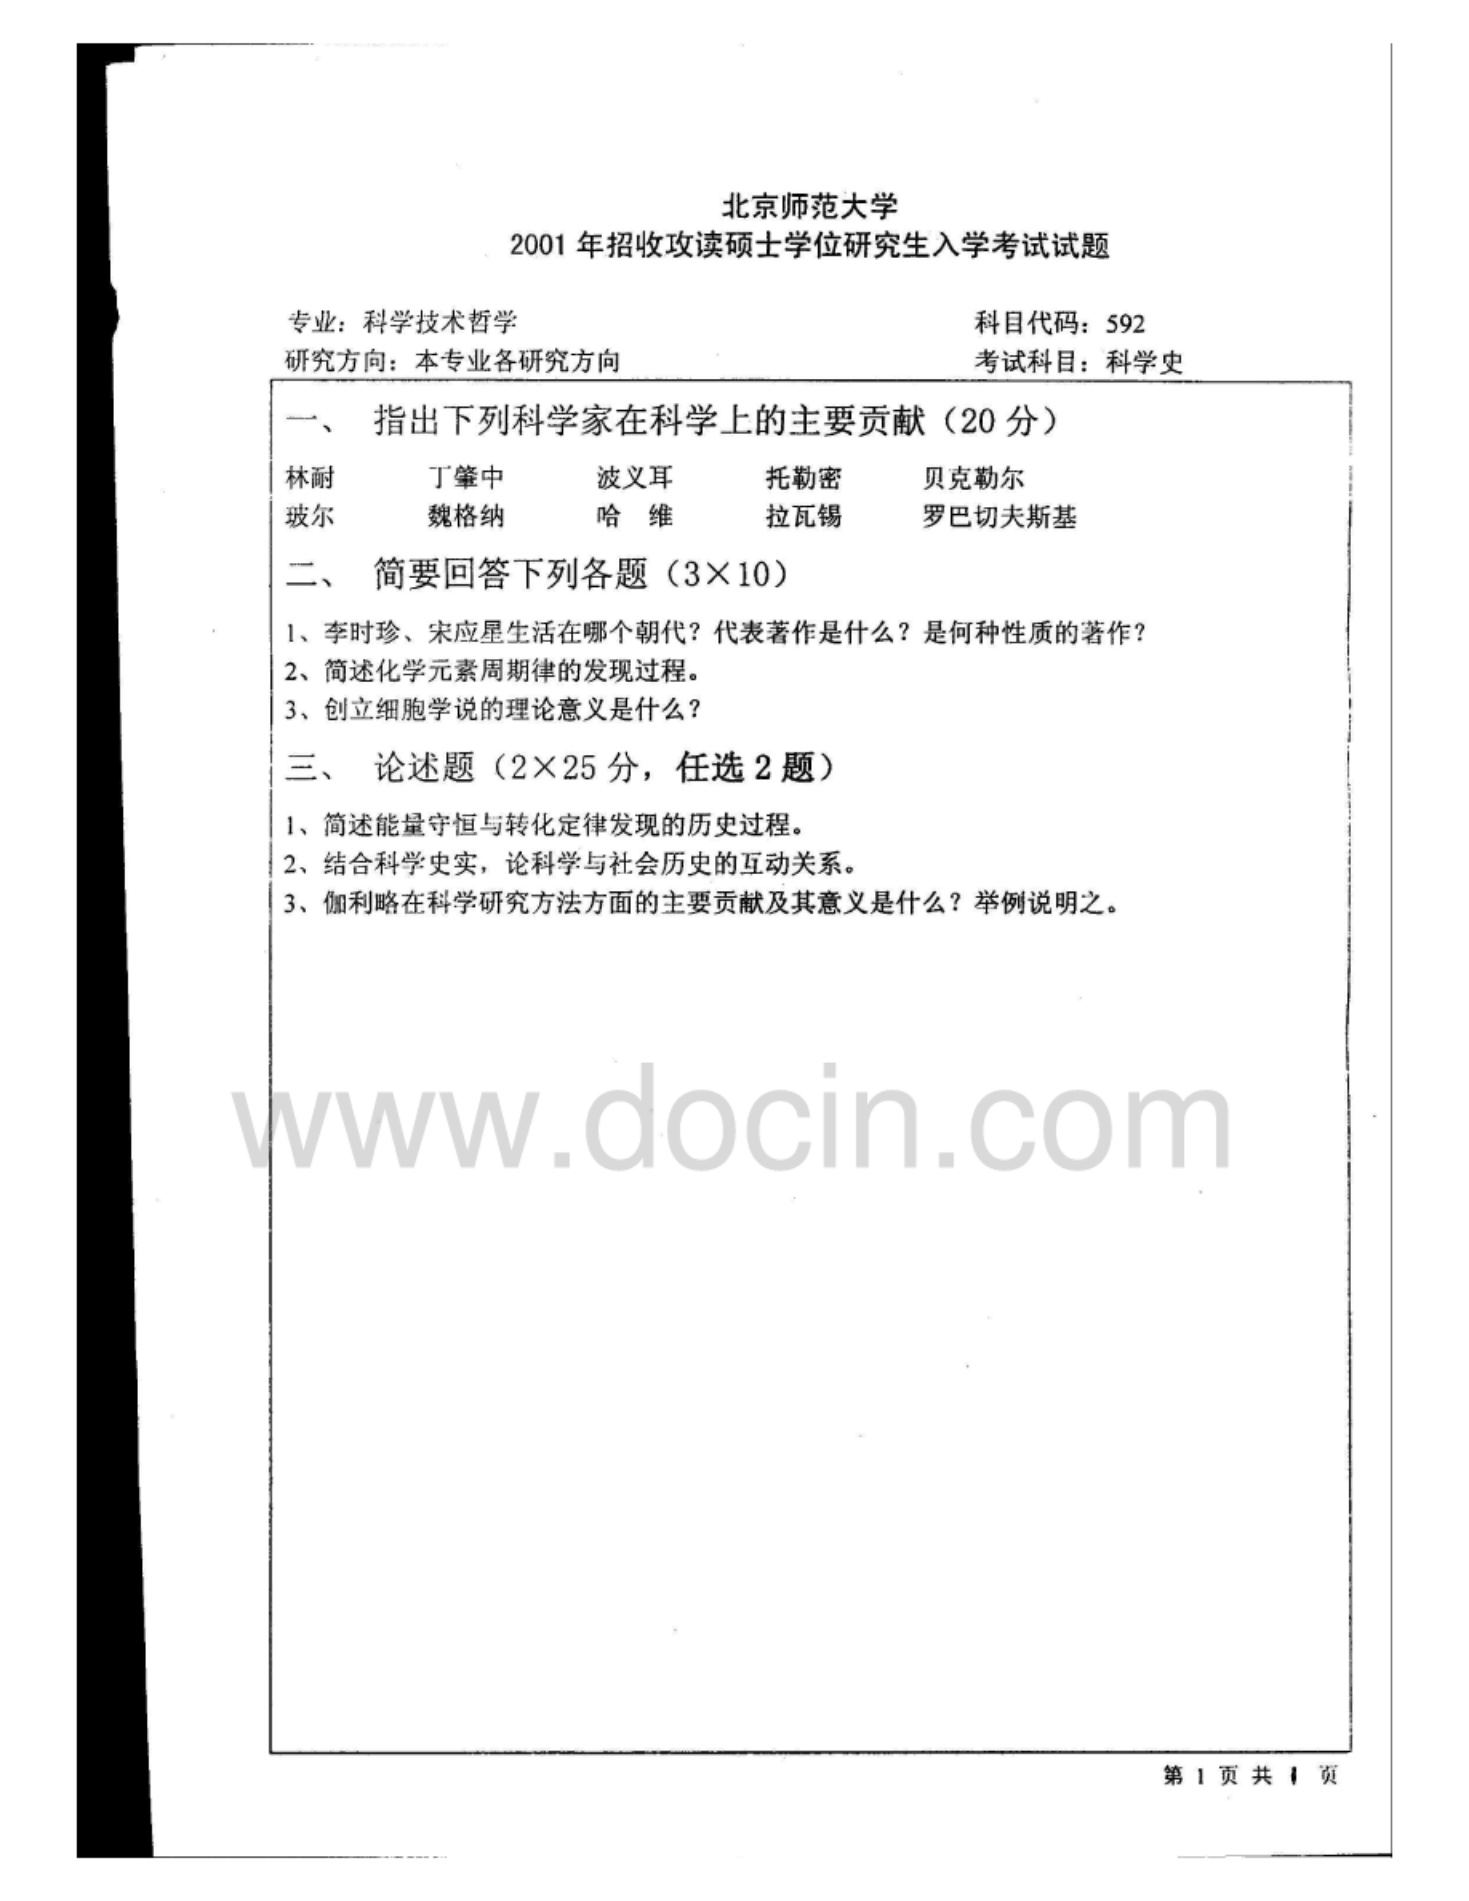 北京师范大学
2001 年招收攻读硕士学位研究生入学考试试题
专业：科学技术哲学 科目代码：592
研究方向：本专业各研究方向 考试科目：科学史
一、 指出下列科学家在科学上的主要贡献（20 分）
林耐 丁肇中 波义耳 托勒密 贝克勒尔
玻尔 魏格纳 哈 维 拉瓦锡 罗巴切夫斯基
二、 简要回答下列各题（3×10）
1、李时珍、宋应星生活在哪个朝代？代表著作是什么？是何种性质的著作？
2、简述化学元素周期律的发现过程。
3、创立细胞学说的理论意义是什么？
三、 论述题（2×25 分，任选 2 题）
1、简述能量守恒与转化定律发现的历史过程。
2、结合科学史实，论科学与社会历史的互动关系。
3、伽利略在科学研究方法方面的主要贡献及其意义是什么？举例说明之。
www.docin.com
第 1 页 共 1 页